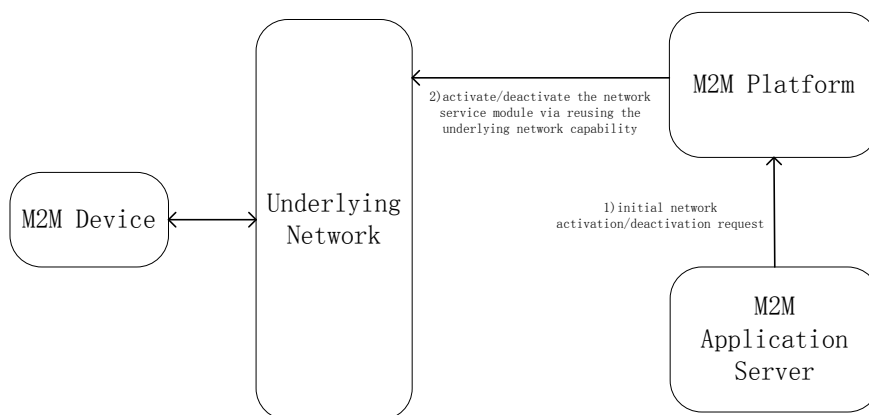 M2M Device
Underlying
Network
2)activate/deactivate the network
service module via reusing the
underlying network capability
M2M Platform
1)initial network
activation/deactivation request
M2M
Application
Server